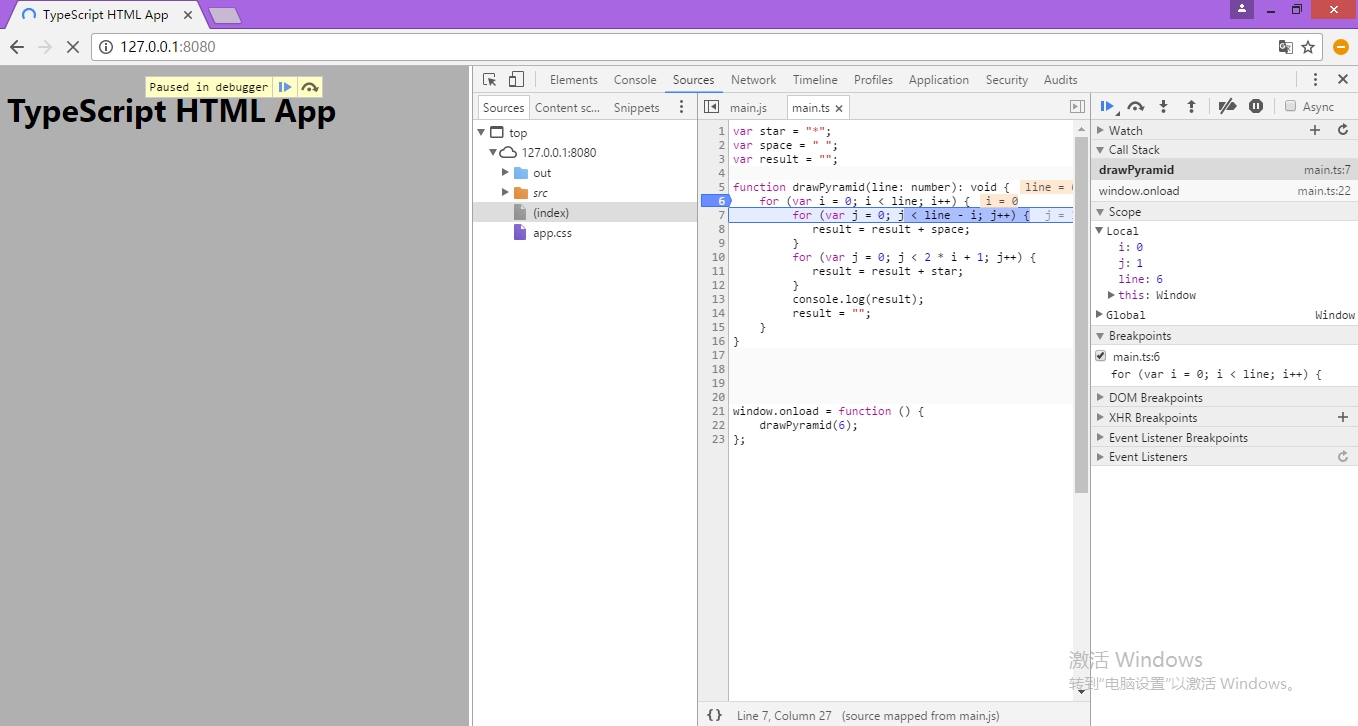 TypeScript HTML App
127.0.0.1:8080
Paused in debugger
TypeScript HTML App
Elements Console Sources Network Timeline Profiles Application Security Audits
Sources Content sc... Snippets
top
127.0.0.1:8080
out
src
(index)
app.css
main.js main.ts
1 var star = "*";
2 var space = " ";
3 var result = "";
4
5 function drawPyramid(line: number): void { line =
6 for (var i = 0; i < line; i++) { i = 0
7 for (var j = 0; j < line - i; j++) { j =
8 result = result + space;
9 }
10 for (var j = 0; j < 2 * i + 1; j++) {
11 result = result + star;
12 }
13 console.log(result);
14 result = "";
15 }
16 }
17
18
19
20
21 window.onload = function () {
22 drawPyramid(6);
23 };
{} Line 7, Column 27 (source mapped from main.js)
Async
Watch
Call Stack
drawPyramid main.ts:7
window.onload main.ts:22
Scope
Local
i: 0
j: 1
line: 6
this: Window
Global Window
Breakpoints
main.ts:6
for (var i = 0; i < line; i++) {
DOM Breakpoints
XHR Breakpoints
Event Listener Breakpoints
Event Listeners
激活 Windows
转到"电脑设置"以激活 Windows。